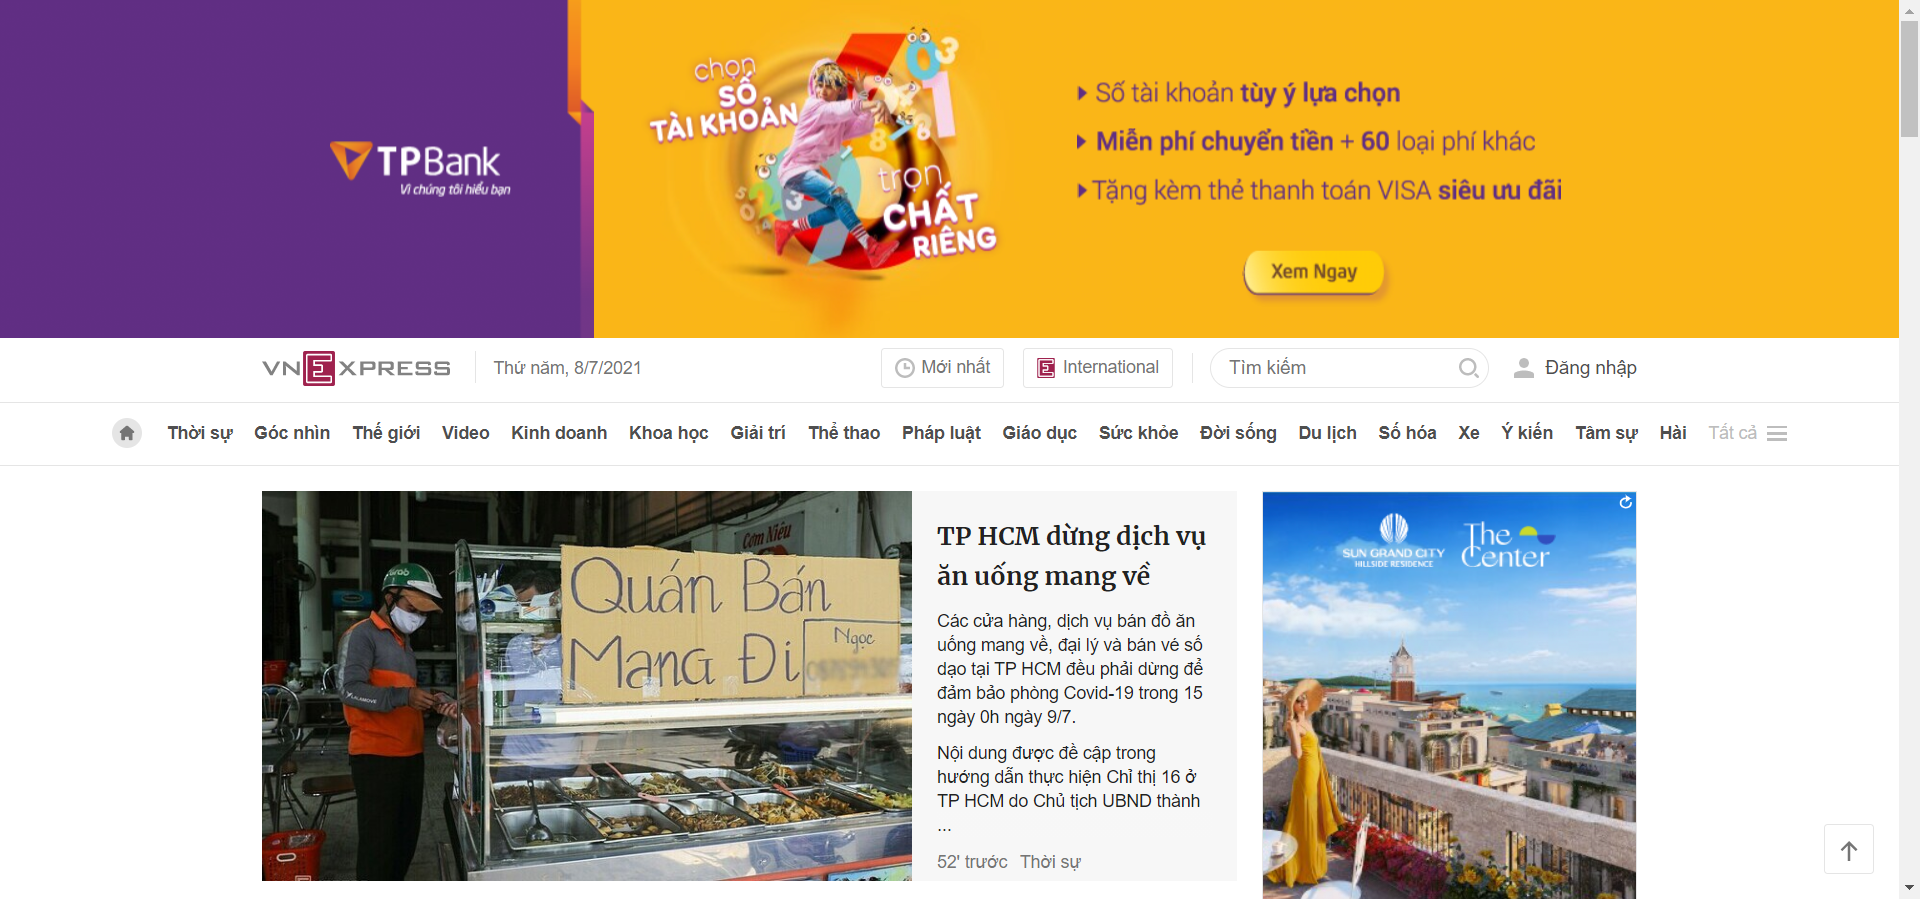 TPBank
Vì chúng tôi hiểu bạn
chọn
SỐ
TÀI KHOẢN
trọn
CHẤT
RIÊNG
Số tài khoản tùy ý lựa chọn
Miễn phí chuyển tiền + 60 loại phí khác
Tặng kèm thẻ thanh toán VISA siêu ưu đãi
Xem Ngay
VNEXPRESS
Thứ năm, 8/7/2021
Mới nhất
International
Tìm kiếm
Đăng nhập
Thời sự Góc nhìn Thế giới Video Kinh doanh Khoa học Giải trí Thể thao Pháp luật Giáo dục Sức khỏe Đời sống Du lịch Số hóa Xe Ý kiến Tâm sự Hài Tất cả
Cơm Niêu
Grab
Quán Bán
Mang Đi
Ngọc
LALAMOVE
TP HCM dừng dịch vụ
ăn uống mang về
Các cửa hàng, dịch vụ bán đồ ăn
uống mang về, đại lý và bán vé số
dạo tại TP HCM đều phải dừng để
đảm bảo phòng Covid-19 trong 15
ngày 0h ngày 9/7.
Nội dung được đề cập trong
hướng dẫn thực hiện Chỉ thị 16 ở
TP HCM do Chủ tịch UBND thành
...
52' trước Thời sự
SUN GRAND CITY
HILLSIDE RESIDENCE
The
Center